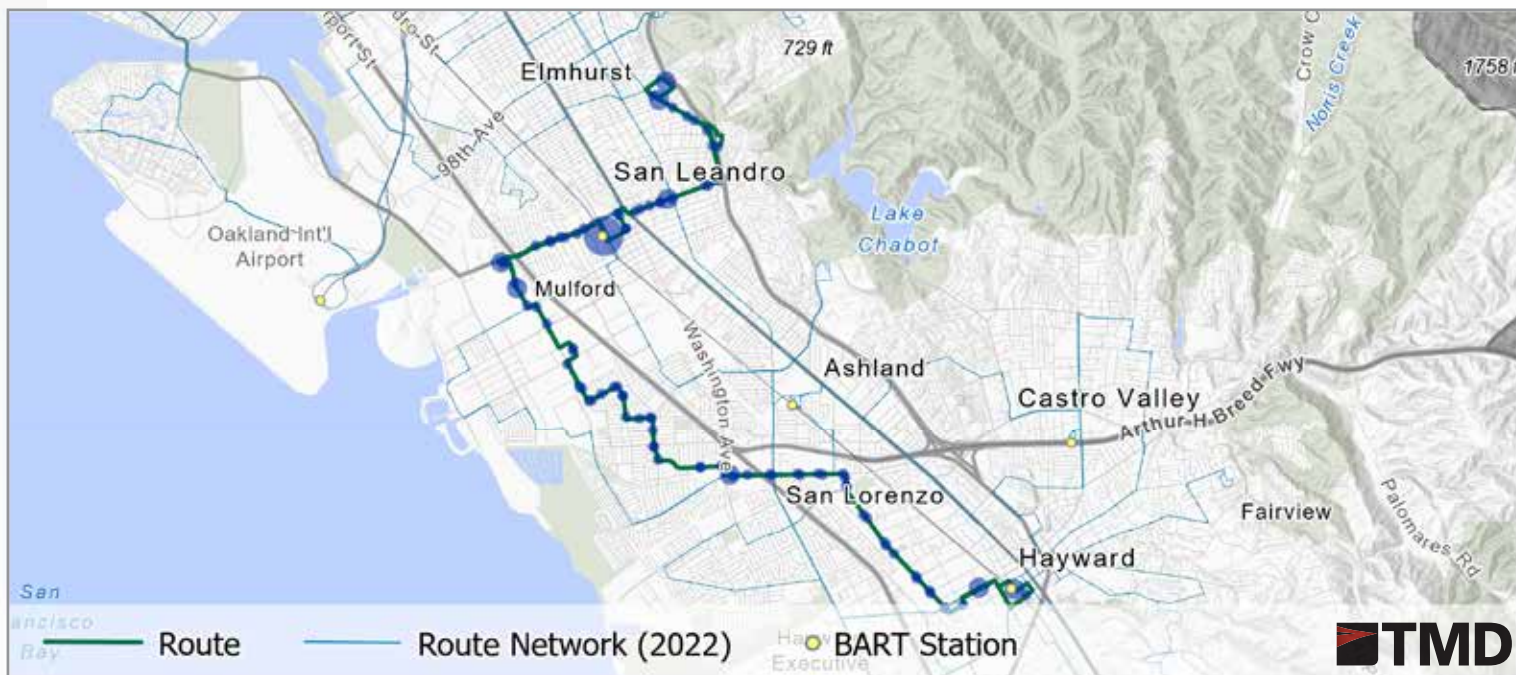 729 ft
1758 f
Crow C
Norris Creek
Elmhurst
98th Ave
San Leandro
Lake
Chabot
Oakland Int'l
Airport
Mulford
Washington Ave
Ashland
Castro Valley
Arthur H Breed Fwy
San Lorenzo
Fairview
Palomares Rd
Hayward
San
ancisco
Bay
Executive
Route
Route Network (2022)
BART Station
TMD